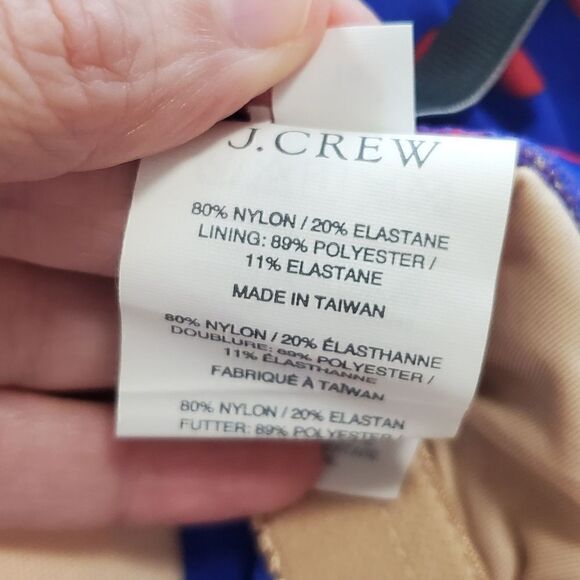 J.CREW
80% NYLON / 20% ELASTANE
LINING: 89% POLYESTER /
11% ELASTANE
MADE IN TAIWAN
80% NYLON / 20% ÉLASTHANNE
DOUBLURE: 89% POLYESTER /
11% ÉLASTHANNE
FABRIQUÉ À TAIWAN
80% NYLON / 20% ELASTAN
FUTTER: 89% POLYESTER /